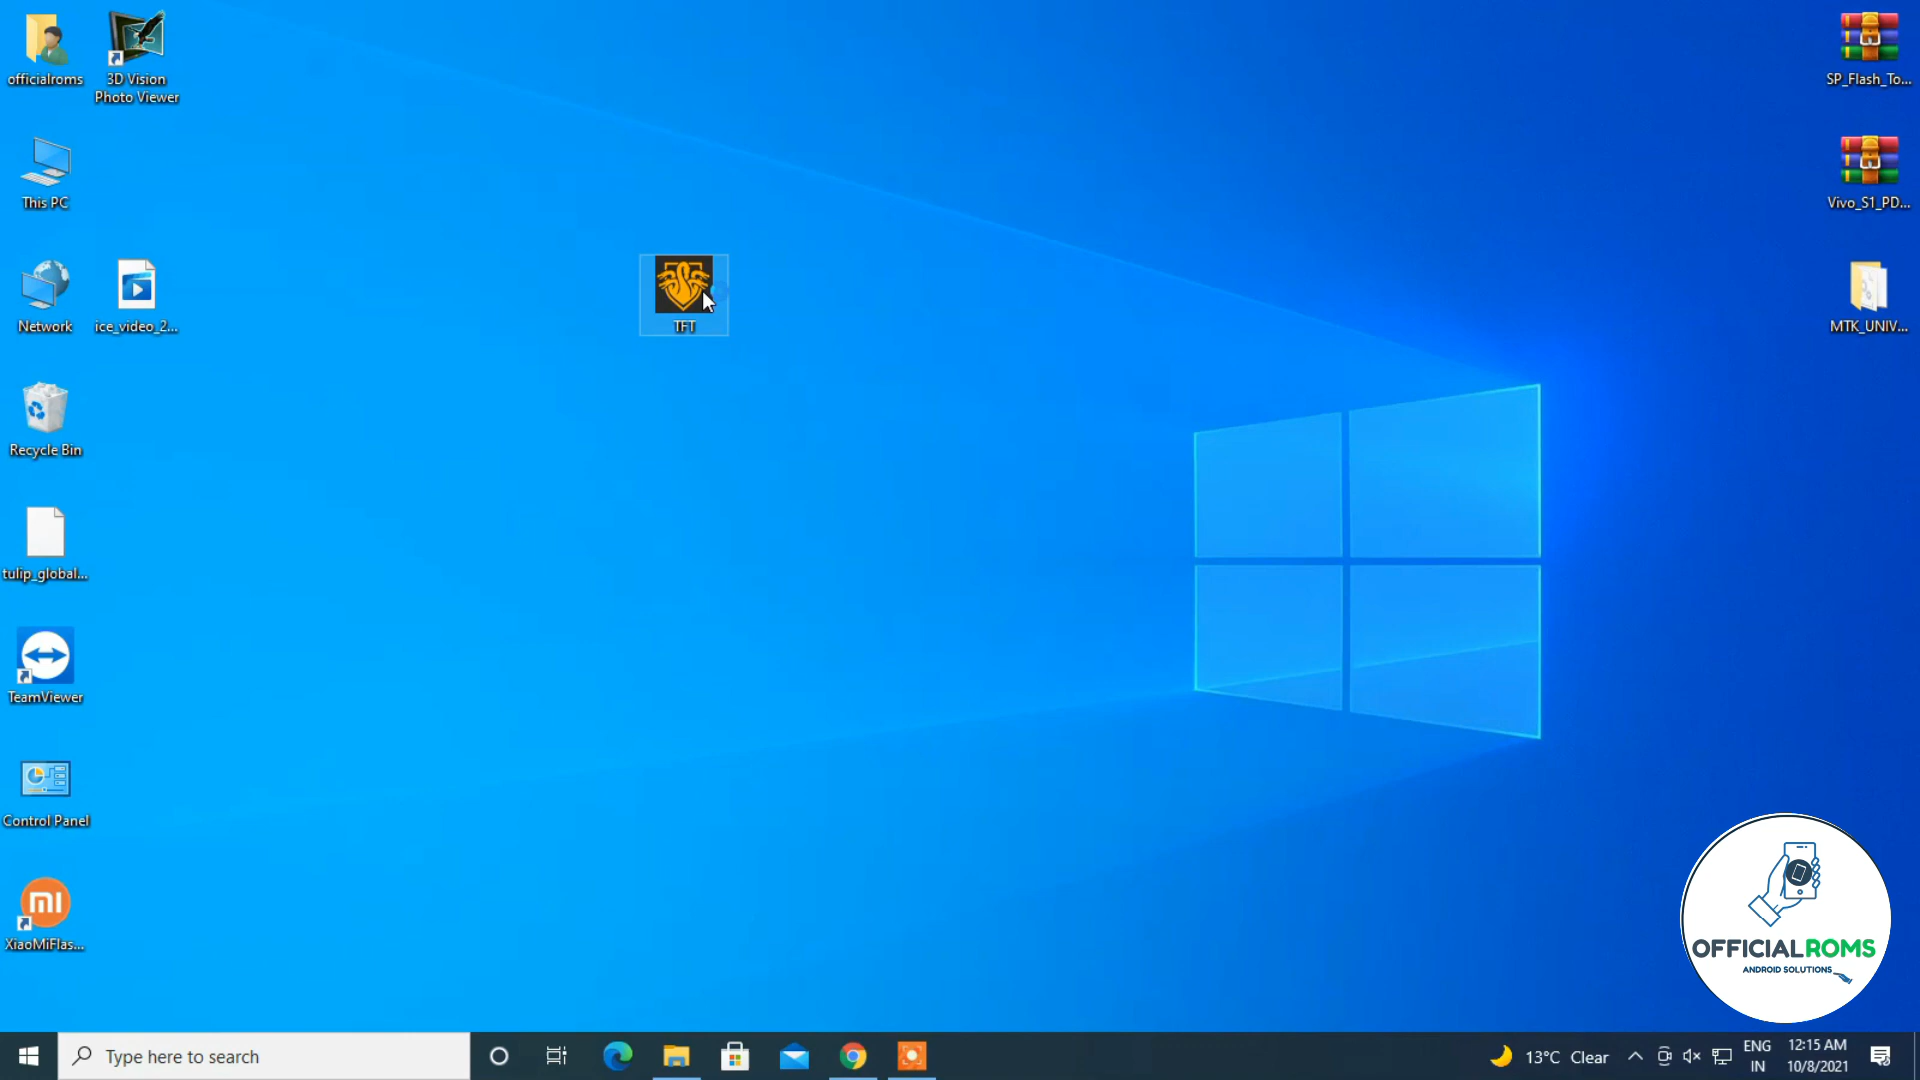 officialroms
3D Vision
Photo Viewer
This PC
Network
ice_video_2...
Recycle Bin
tulip_global...
TeamViewer
Control Panel
mi
XiaoMiFlas...
TFT
SP_Flash_To...
Vivo_S1_PD...
MTK_UNIV...
OFFICIALROMS
ANDROID SOLUTIONS
Type here to search
13°C Clear
ENG
IN
12:15 AM
10/8/2021